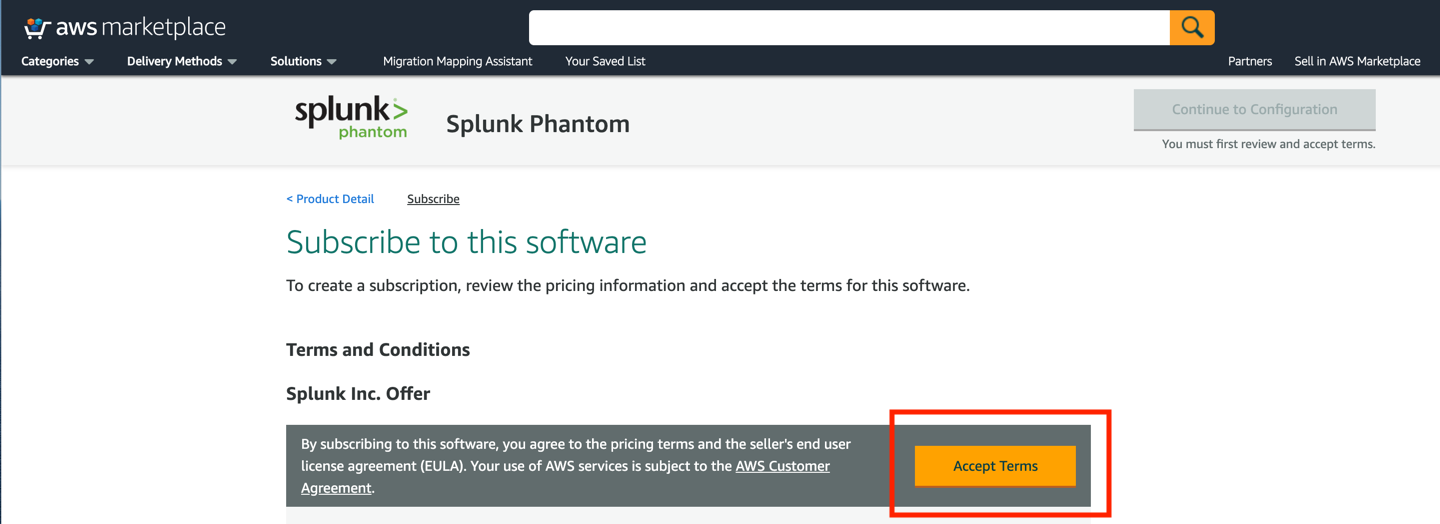 aws marketplace
Categories Delivery Methods Solutions Migration Mapping Assistant Your Saved List Partners Sell in AWS Marketplace
splunk>
phantom
Splunk Phantom
Continue to Configuration
You must first review and accept terms.
< Product Detail Subscribe
Subscribe to this software
To create a subscription, review the pricing information and accept the terms for this software.
Terms and Conditions
Splunk Inc. Offer
By subscribing to this software, you agree to the pricing terms and the seller's end user
license agreement (EULA). Your use of AWS services is subject to the AWS Customer
Agreement.
Accept Terms